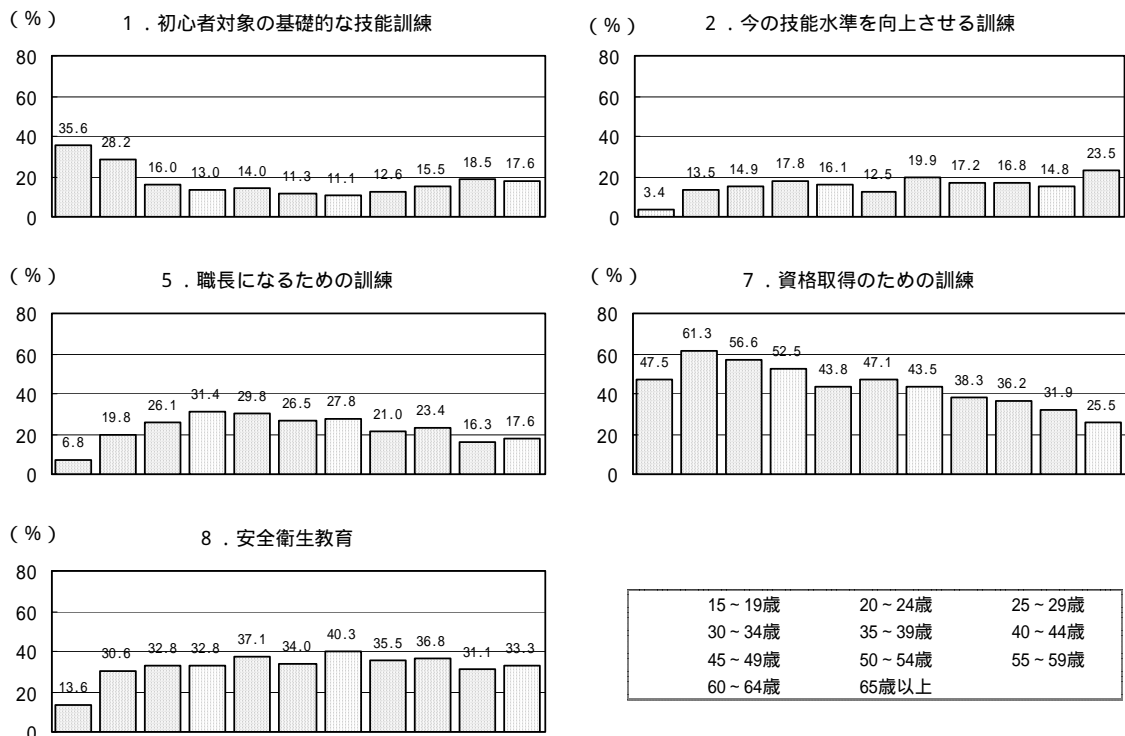 (%) 1．初心者対象の基礎的な技能訓練
80
60
40
20
0
35.6 28.2 16.0 13.0 14.0 11.3 11.1 12.6 15.5 18.5 17.6
(%) 2．今の技能水準を向上させる訓練
80
60
40
20
0
3.4 13.5 14.9 17.8 16.1 12.5 19.9 17.2 16.8 14.8 23.5
(%) 5．職長になるための訓練
80
60
40
20
0
6.8 19.8 26.1 31.4 29.8 26.5 27.8 21.0 23.4 16.3 17.6
(%) 7．資格取得のための訓練
80
60
40
20
0
47.5 61.3 56.6 52.5 43.8 47.1 43.5 38.3 36.2 31.9 25.5
(%) 8．安全衛生教育
80
60
40
20
0
13.6 30.6 32.8 32.8 37.1 34.0 40.3 35.5 36.8 31.1 33.3
15～19歳 20～24歳 25～29歳
30～34歳 35～39歳 40～44歳
45～49歳 50～54歳 55～59歳
60～64歳 65歳以上